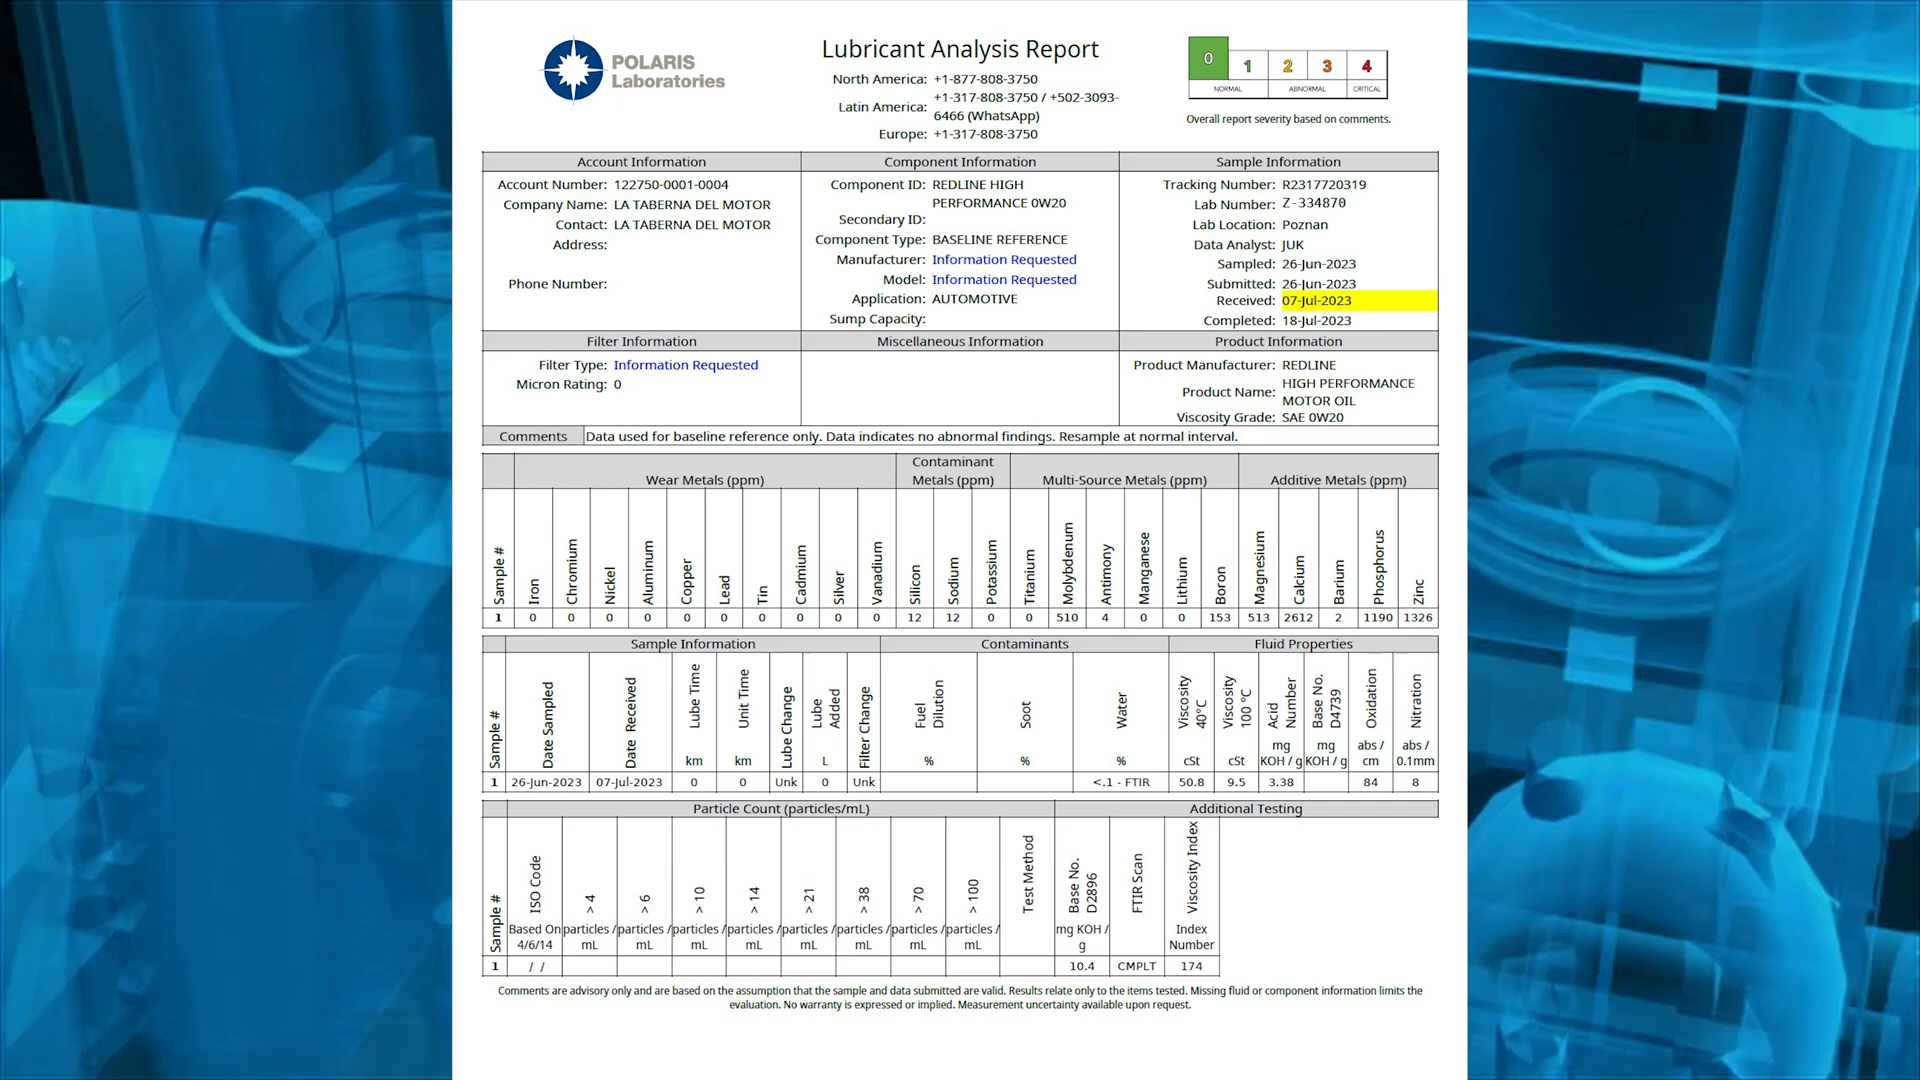 POLARIS
Laboratories
Lubricant Analysis Report
North America: +1-877-808-3750
Latin America: +1-317-808-3750 / +502-3093-
6466 (WhatsApp)
Europe: +1-317-808-3750
0 1 2 3 4
NORMAL ABNORMAL CRITICAL
Overall report severity based on comments.
Account Information
Account Number: 122750-0001-0004
Company Name: LA TABERNA DEL MOTOR
Contact: LA TABERNA DEL MOTOR
Address:
Phone Number:
Component Information
Component ID: REDLINE HIGH
PERFORMANCE 0W20
Secondary ID:
Component Type: BASELINE REFERENCE
Manufacturer: Information Requested
Model: Information Requested
Application: AUTOMOTIVE
Sump Capacity:
Sample Information
Tracking Number: R2317720319
Lab Number: Z-334870
Lab Location: Poznan
Data Analyst: JUK
Sampled: 26-Jun-2023
Submitted: 26-Jun-2023
Received: 07-Jul-2023
Completed: 18-Jul-2023
Filter Information
Filter Type: Information Requested
Micron Rating: 0
Miscellaneous Information
Product Information
Product Manufacturer: REDLINE
Product Name: HIGH PERFORMANCE
MOTOR OIL
Viscosity Grade: SAE 0W20
Comments Data used for baseline reference only. Data indicates no abnormal findings. Resample at normal interval.
Wear Metals (ppm) Contaminant Metals (ppm) Multi-Source Metals (ppm) Additive Metals (ppm)
Sample # Iron Chromium Nickel Aluminum Copper Lead Tin Cadmium Silver Vanadium Silicon Sodium Potassium Titanium Molybdenum Antimony Manganese Lithium Boron Magnesium Calcium Barium Phosphorus Zinc
1 0 0 0 0 0 0 0 0 0 0 12 12 0 0 510 4 0 0 153 513 2612 2 1190 1326
Sample Information Contaminants Fluid Properties
Sample # Date Sampled Date Received Lube Time Unit Time Lube Change Lube Added Filter Change Fuel Dilution Soot Water Viscosity 40°C Viscosity 100 °C Acid Number Base No. D4739 Oxidation Nitration
km km L % % % cSt cSt mg KOH / g mg KOH / g abs / cm abs / 0.1mm
1 26-Jun-2023 07-Jul-2023 0 0 Unk 0 Unk <.1 - FTIR 50.8 9.5 3.38 84 8
Particle Count (particles/mL) Additional Testing
Sample # ISO Code > 4 > 6 > 10 > 14 > 21 > 38 > 70 > 100 Test Method Base No. D2896 FTIR Scan Viscosity Index
Based On 4/6/14 particles / mL particles / mL particles / mL particles / mL particles / mL particles / mL particles / mL particles / mL mg KOH / g Index Number
1 / / 10.4 CMPLT 174
Comments are advisory only and are based on the assumption that the sample and data submitted are valid. Results relate only to the items tested. Missing fluid or component information limits the
evaluation. No warranty is expressed or implied. Measurement uncertainty available upon request.